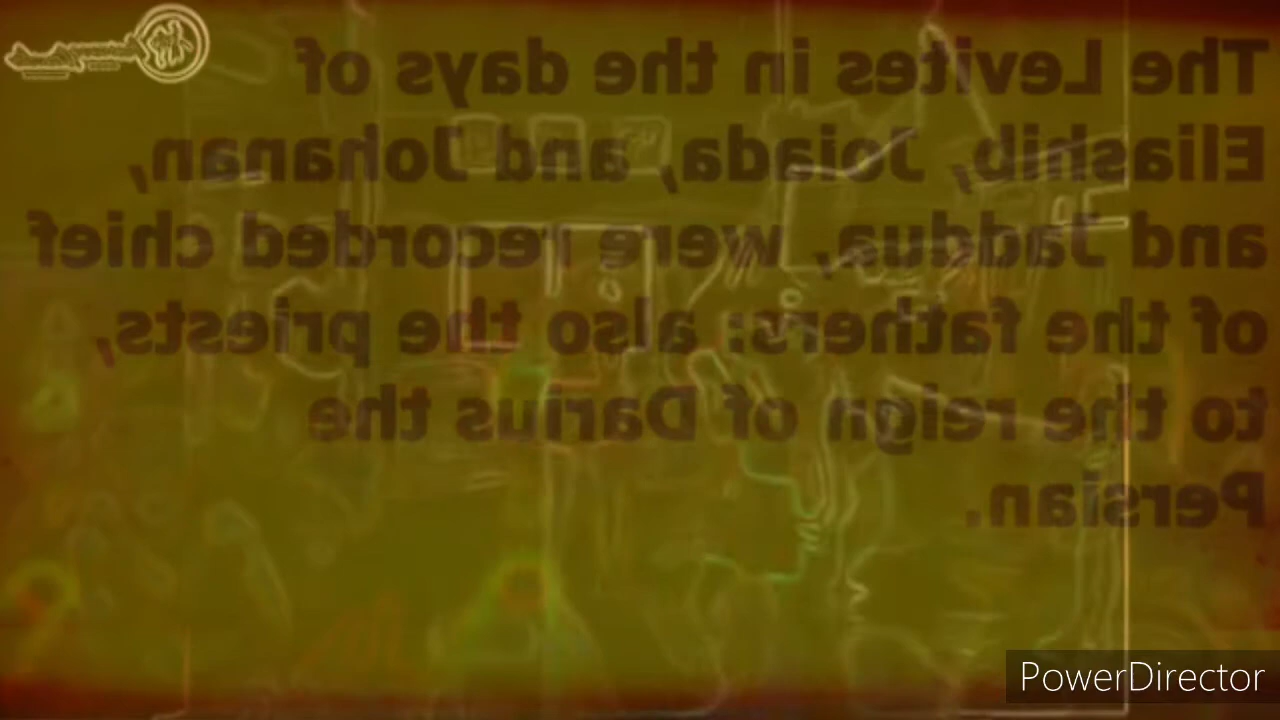 The Levites in the days of
Eliashib, Joiada, and Johanan,
and Jaddua, were recorded chief
of the fathers: also the priests,
to the reign of Darius the
Persian.
PowerDirector